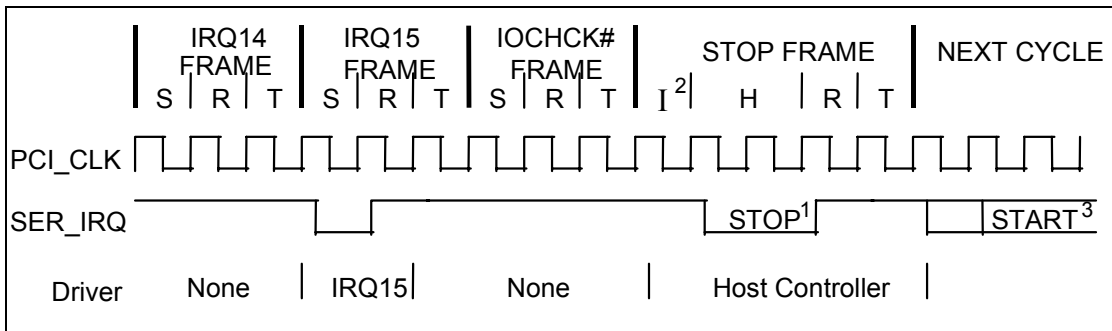 IRQ14 FRAME
IRQ15 FRAME
IOCHCK# FRAME
STOP FRAME
NEXT CYCLE
S R T S R T S R T I 2 H R T
PCI_CLK
SER_IRQ STOP1 START3
Driver None IRQ15 None Host Controller